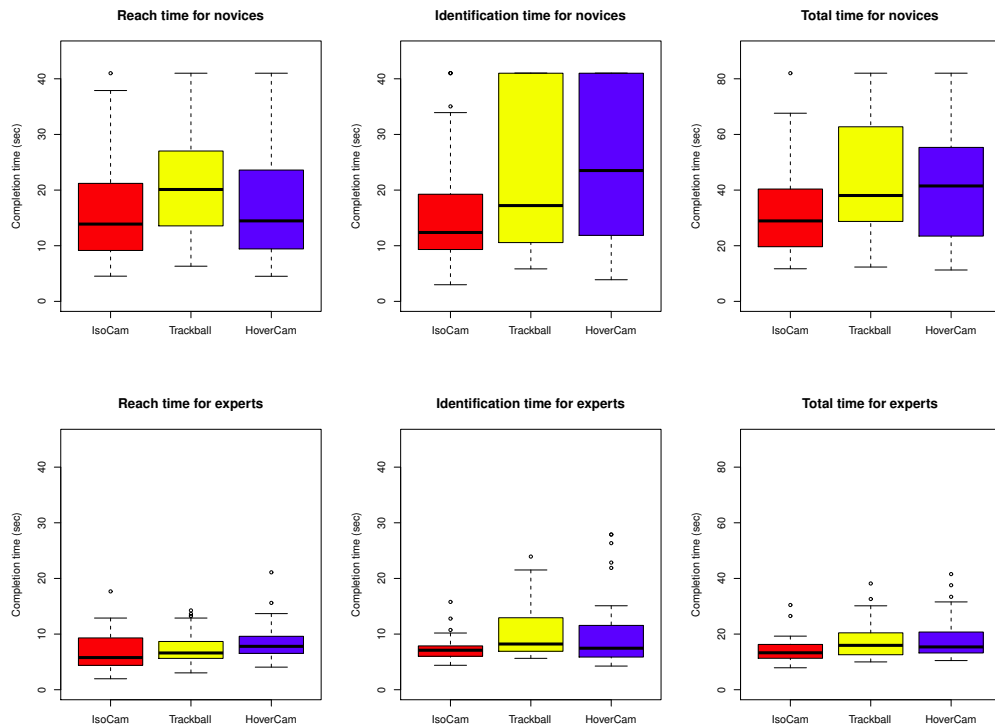 Reach time for novices
Completion time (sec)
0 10 20 30 40
IsoCam Trackball HoverCam
Identification time for novices
Completion time (sec)
0 10 20 30 40
IsoCam Trackball HoverCam
Total time for novices
Completion time (sec)
0 20 40 60 80
IsoCam Trackball HoverCam
Reach time for experts
Completion time (sec)
0 10 20 30 40
IsoCam Trackball HoverCam
Identification time for experts
Completion time (sec)
0 10 20 30 40
IsoCam Trackball HoverCam
Total time for experts
Completion time (sec)
0 20 40 60 80
IsoCam Trackball HoverCam